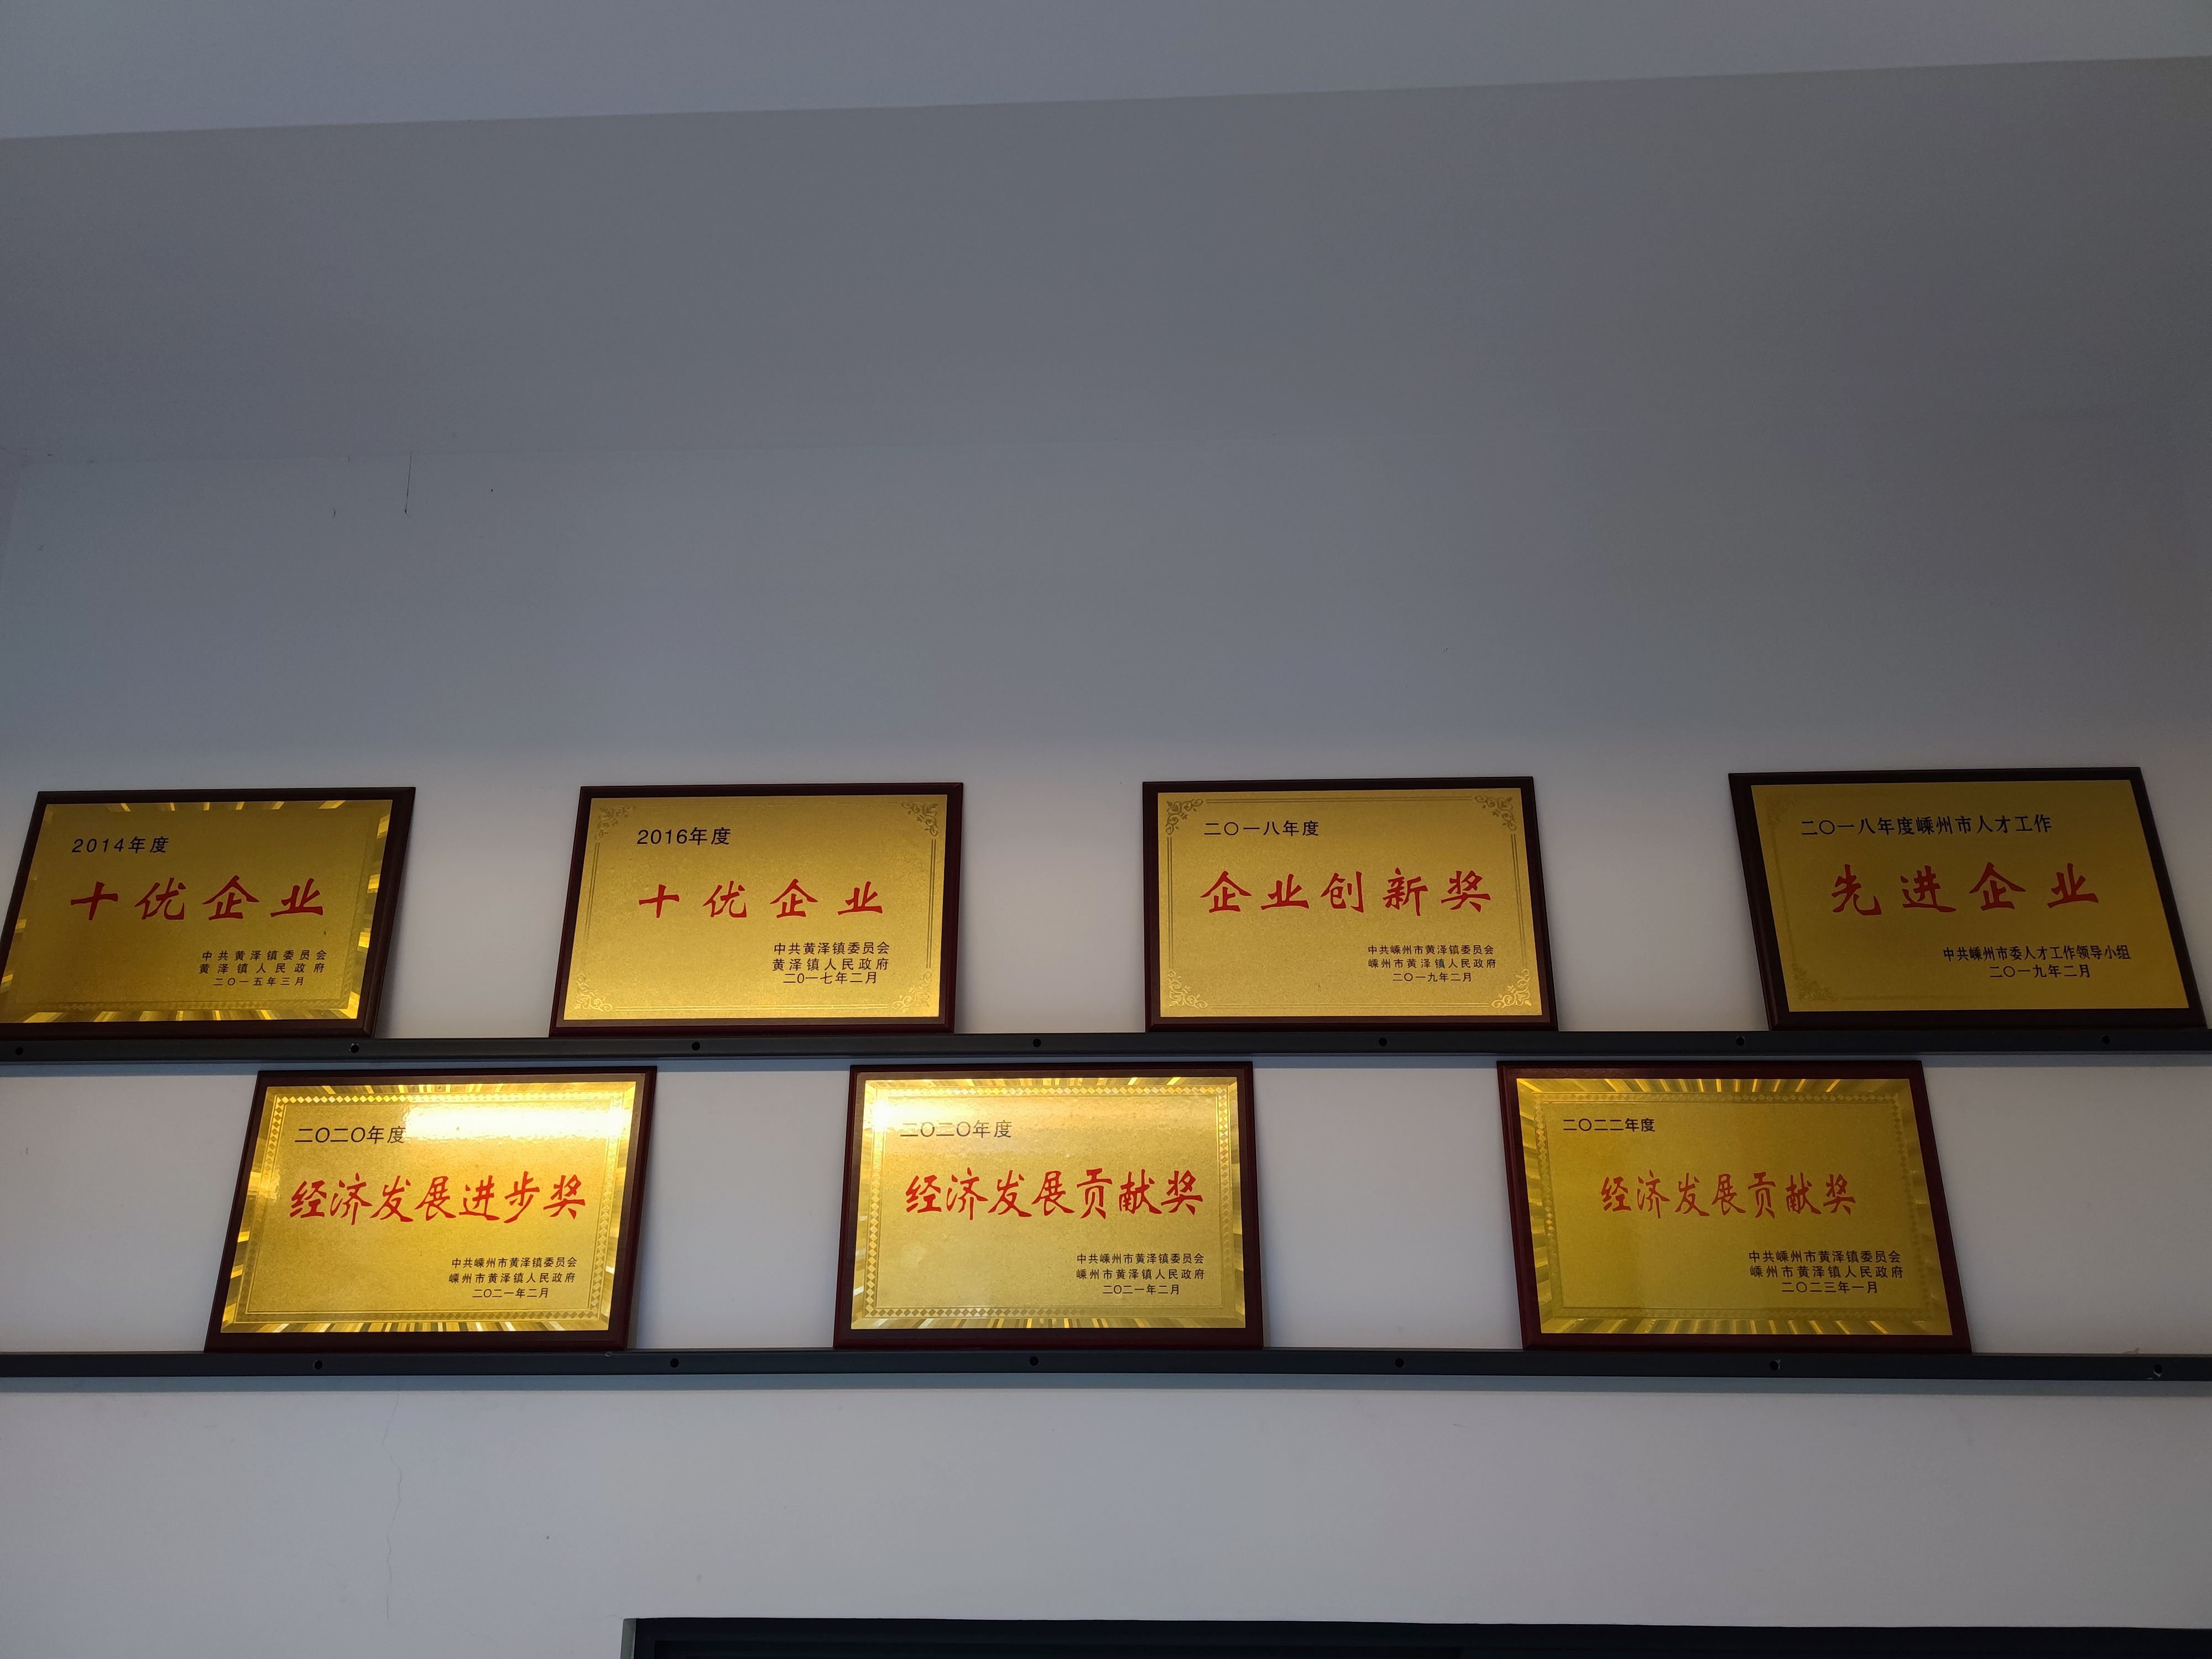 2014年度
十优企业
中共黄泽镇委员会
黄泽镇人民政府
二〇一五年三月
2016年度
十优企业
中共黄泽镇委员会
黄泽镇人民政府
二〇一七年二月
二〇一八年度
企业创新奖
中共嵊州市黄泽镇委员会
嵊州市黄泽镇人民政府
二〇一九年二月
二〇一八年度嵊州市人才工作
先进企业
中共嵊州市委人才工作领导小组
二〇一九年二月
二〇二〇年度
经济发展进步奖
中共嵊州市黄泽镇委员会
嵊州市黄泽镇人民政府
二〇二一年二月
二〇二〇年度
经济发展贡献奖
中共嵊州市黄泽镇委员会
嵊州市黄泽镇人民政府
二〇二一年二月
二〇二二年度
经济发展贡献奖
中共嵊州市黄泽镇委员会
嵊州市黄泽镇人民政府
二〇二三年一月